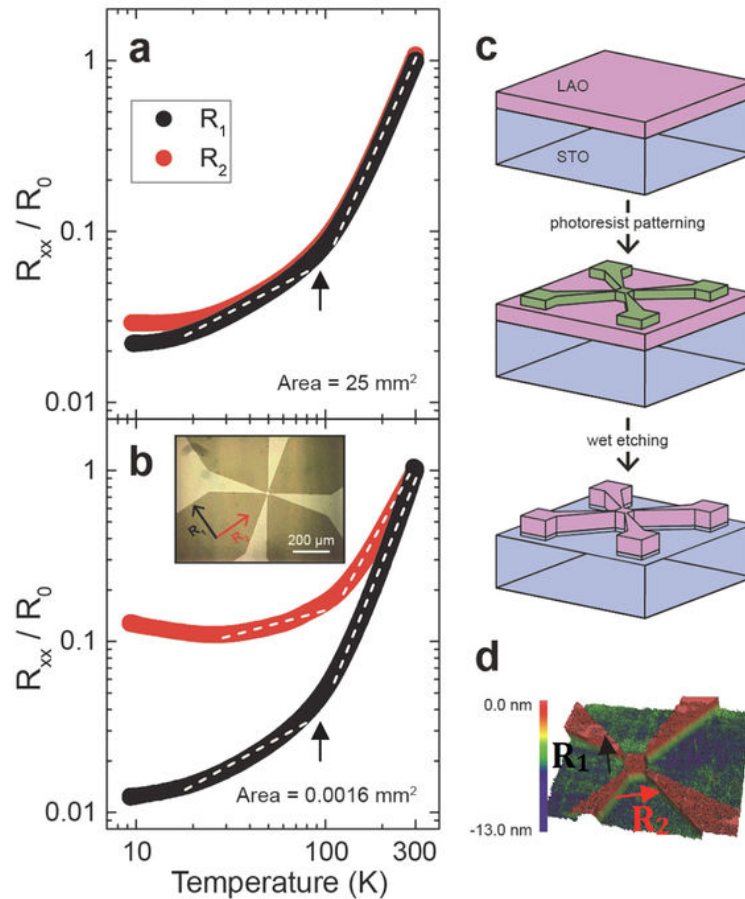 a
R₁
R₂
1
0.1
0.01
Rₓₓ / R₀
Area = 25 mm²
b
R₁
R₂
200 µm
1
0.1
0.01
Rₓₓ / R₀
Area = 0.0016 mm²
10
100
300
Temperature (K)
c
LAO
STO
photoresist patterning
wet etching
d
0.0 nm
-13.0 nm
R₁
R₂